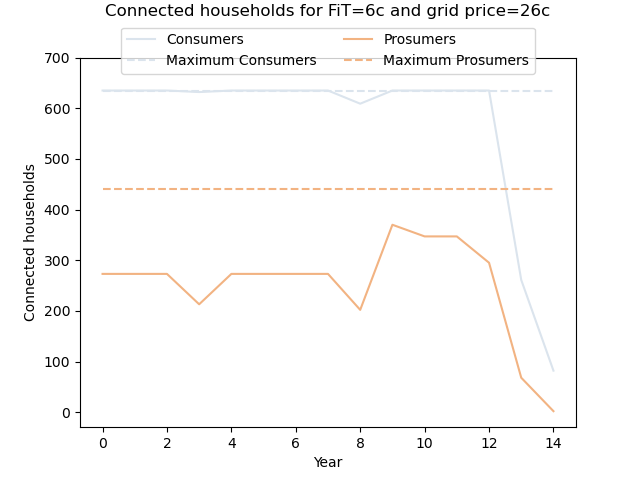 Connected households for FiT=6c and grid price=26c
Consumers
Maximum Consumers
Prosumers
Maximum Prosumers
700
600
500
400
300
200
100
0
Connected households
0 2 4 6 8 10 12 14
Year